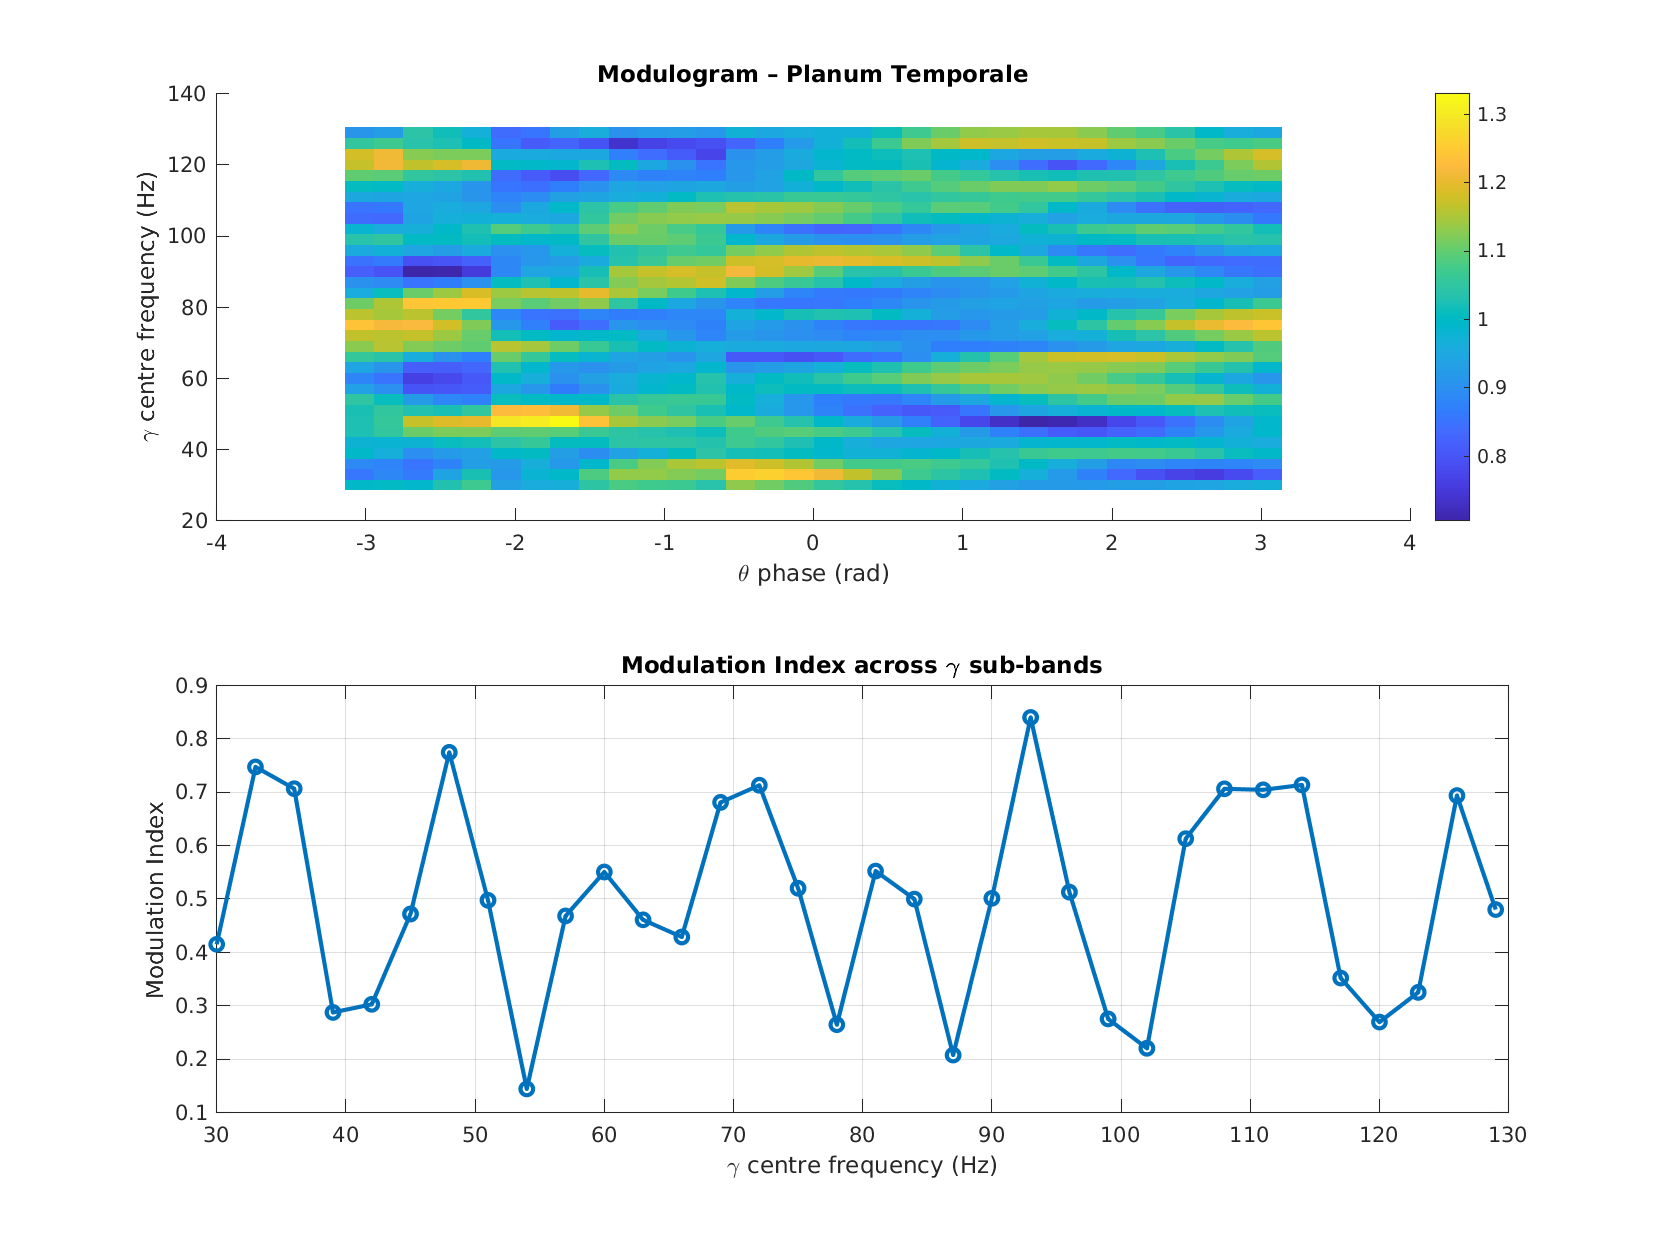 Modulogram – Planum Temporale
140
120
100
80
60
40
20
γ centre frequency (Hz)
-4 -3 -2 -1 0 1 2 3 4
θ phase (rad)
1.3
1.2
1.1
1
0.9
0.8
Modulation Index across γ sub-bands
0.9
0.8
0.7
0.6
0.5
0.4
0.3
0.2
0.1
Modulation Index
30 40 50 60 70 80 90 100 110 120 130
γ centre frequency (Hz)